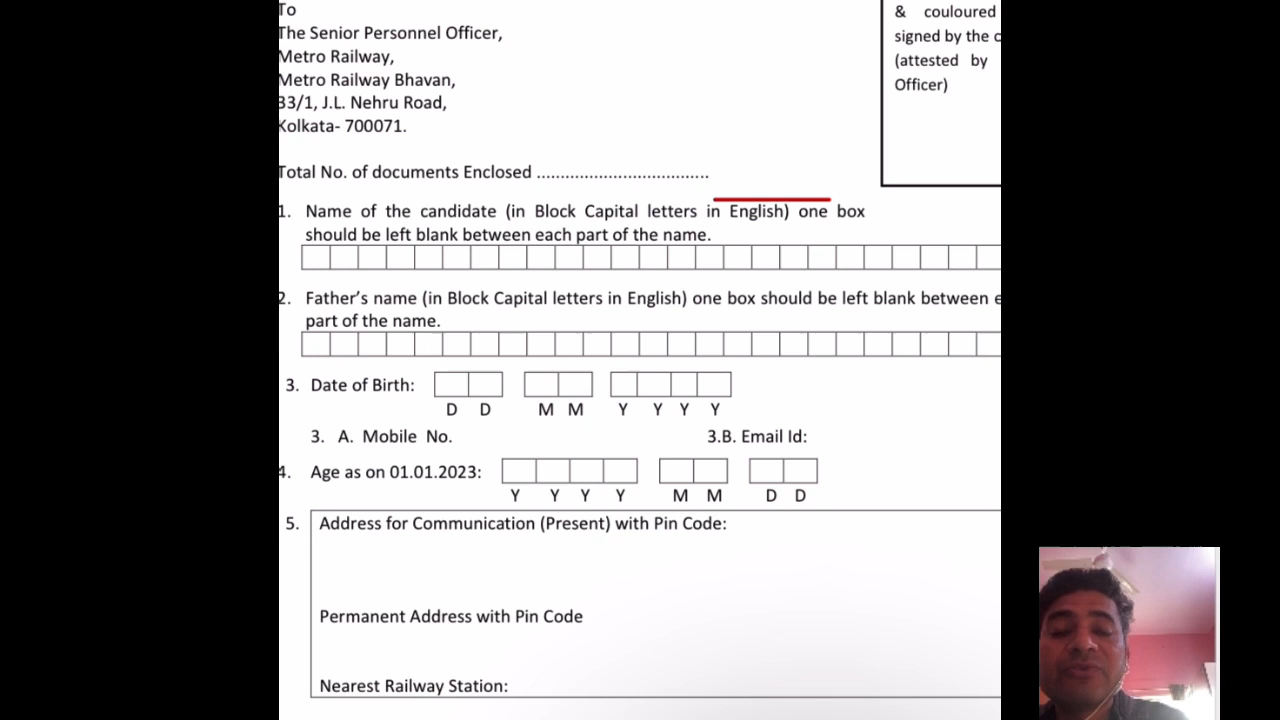 To
The Senior Personnel Officer,
Metro Railway,
Metro Railway Bhavan,
33/1, J.L. Nehru Road,
Kolkata- 700071.
& couloured
signed by the c
(attested by
Officer)
Total No. of documents Enclosed ....................................
1. Name of the candidate (in Block Capital letters in English) one box
should be left blank between each part of the name.
2. Father's name (in Block Capital letters in English) one box should be left blank between e
part of the name.
3. Date of Birth:
D D M M Y Y Y Y
3. A. Mobile No. 3.B. Email Id:
4. Age as on 01.01.2023:
Y Y Y Y M M D D
5. Address for Communication (Present) with Pin Code:
Permanent Address with Pin Code
Nearest Railway Station: